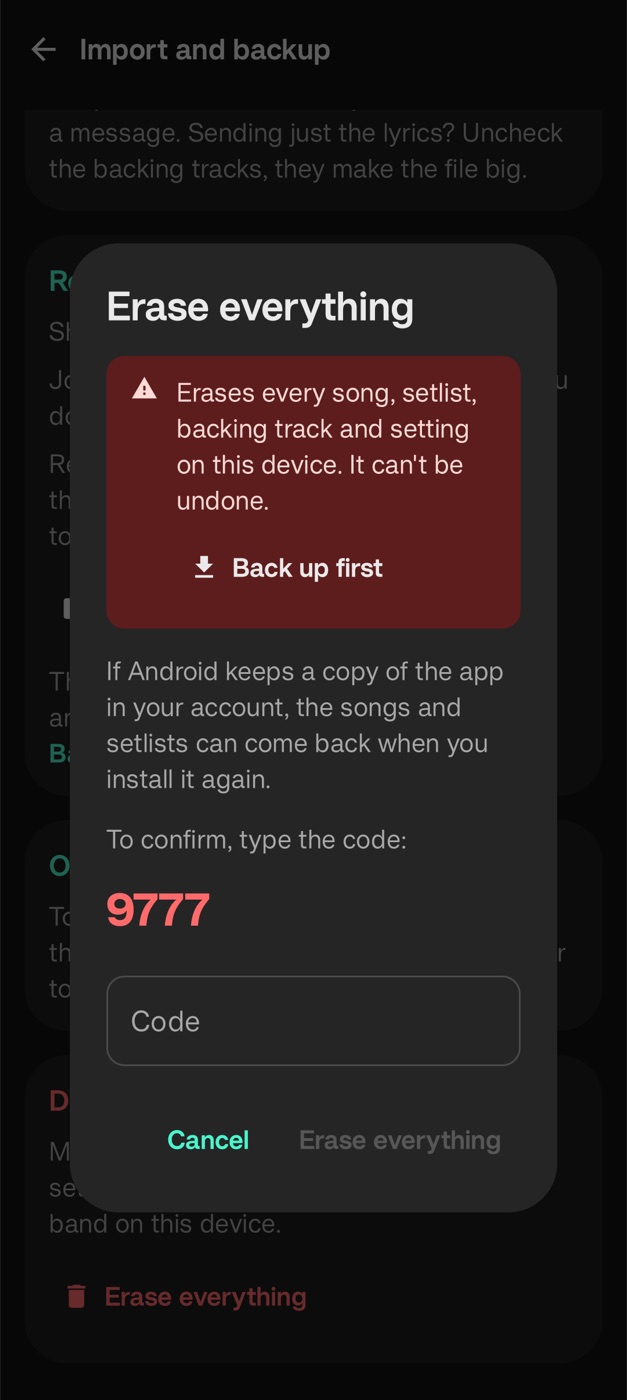 Import and backup
a message. Sending just the lyrics? Uncheck
the backing tracks, they make the file big.
Erase everything
Erases every song, setlist,
backing track and setting
on this device. It can't be
undone.
Back up first
If Android keeps a copy of the app
in your account, the songs and
setlists can come back when you
install it again.
To confirm, type the code:
9777
Code
Cancel Erase everything
band on this device.
Erase everything